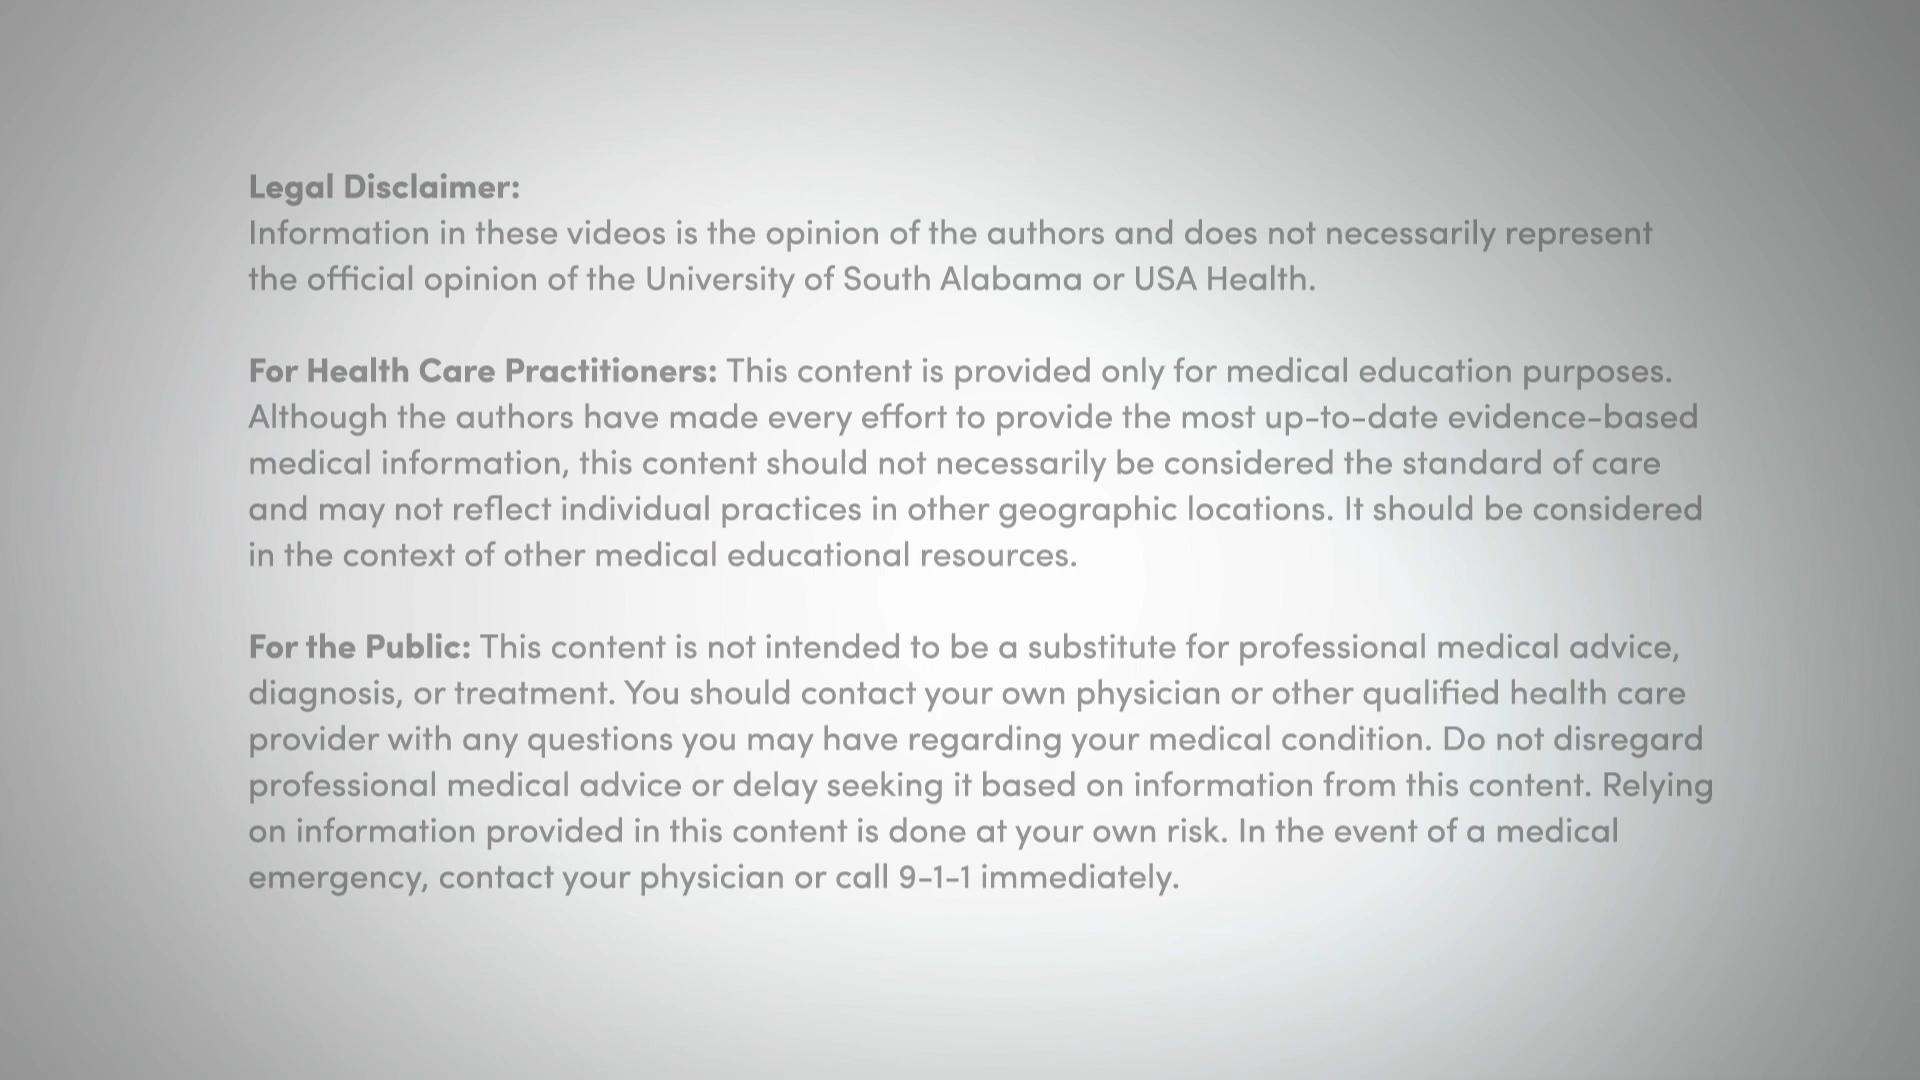 Legal Disclaimer:
Information in these videos is the opinion of the authors and does not necessarily represent
the official opinion of the University of South Alabama or USA Health.
For Health Care Practitioners: This content is provided only for medical education purposes.
Although the authors have made every effort to provide the most up-to-date evidence-based
medical information, this content should not necessarily be considered the standard of care
and may not reflect individual practices in other geographic locations. It should be considered
in the context of other medical educational resources.
For the Public: This content is not intended to be a substitute for professional medical advice,
diagnosis, or treatment. You should contact your own physician or other qualified health care
provider with any questions you may have regarding your medical condition. Do not disregard
professional medical advice or delay seeking it based on information from this content. Relying
on information provided in this content is done at your own risk. In the event of a medical
emergency, contact your physician or call 9-1-1 immediately.